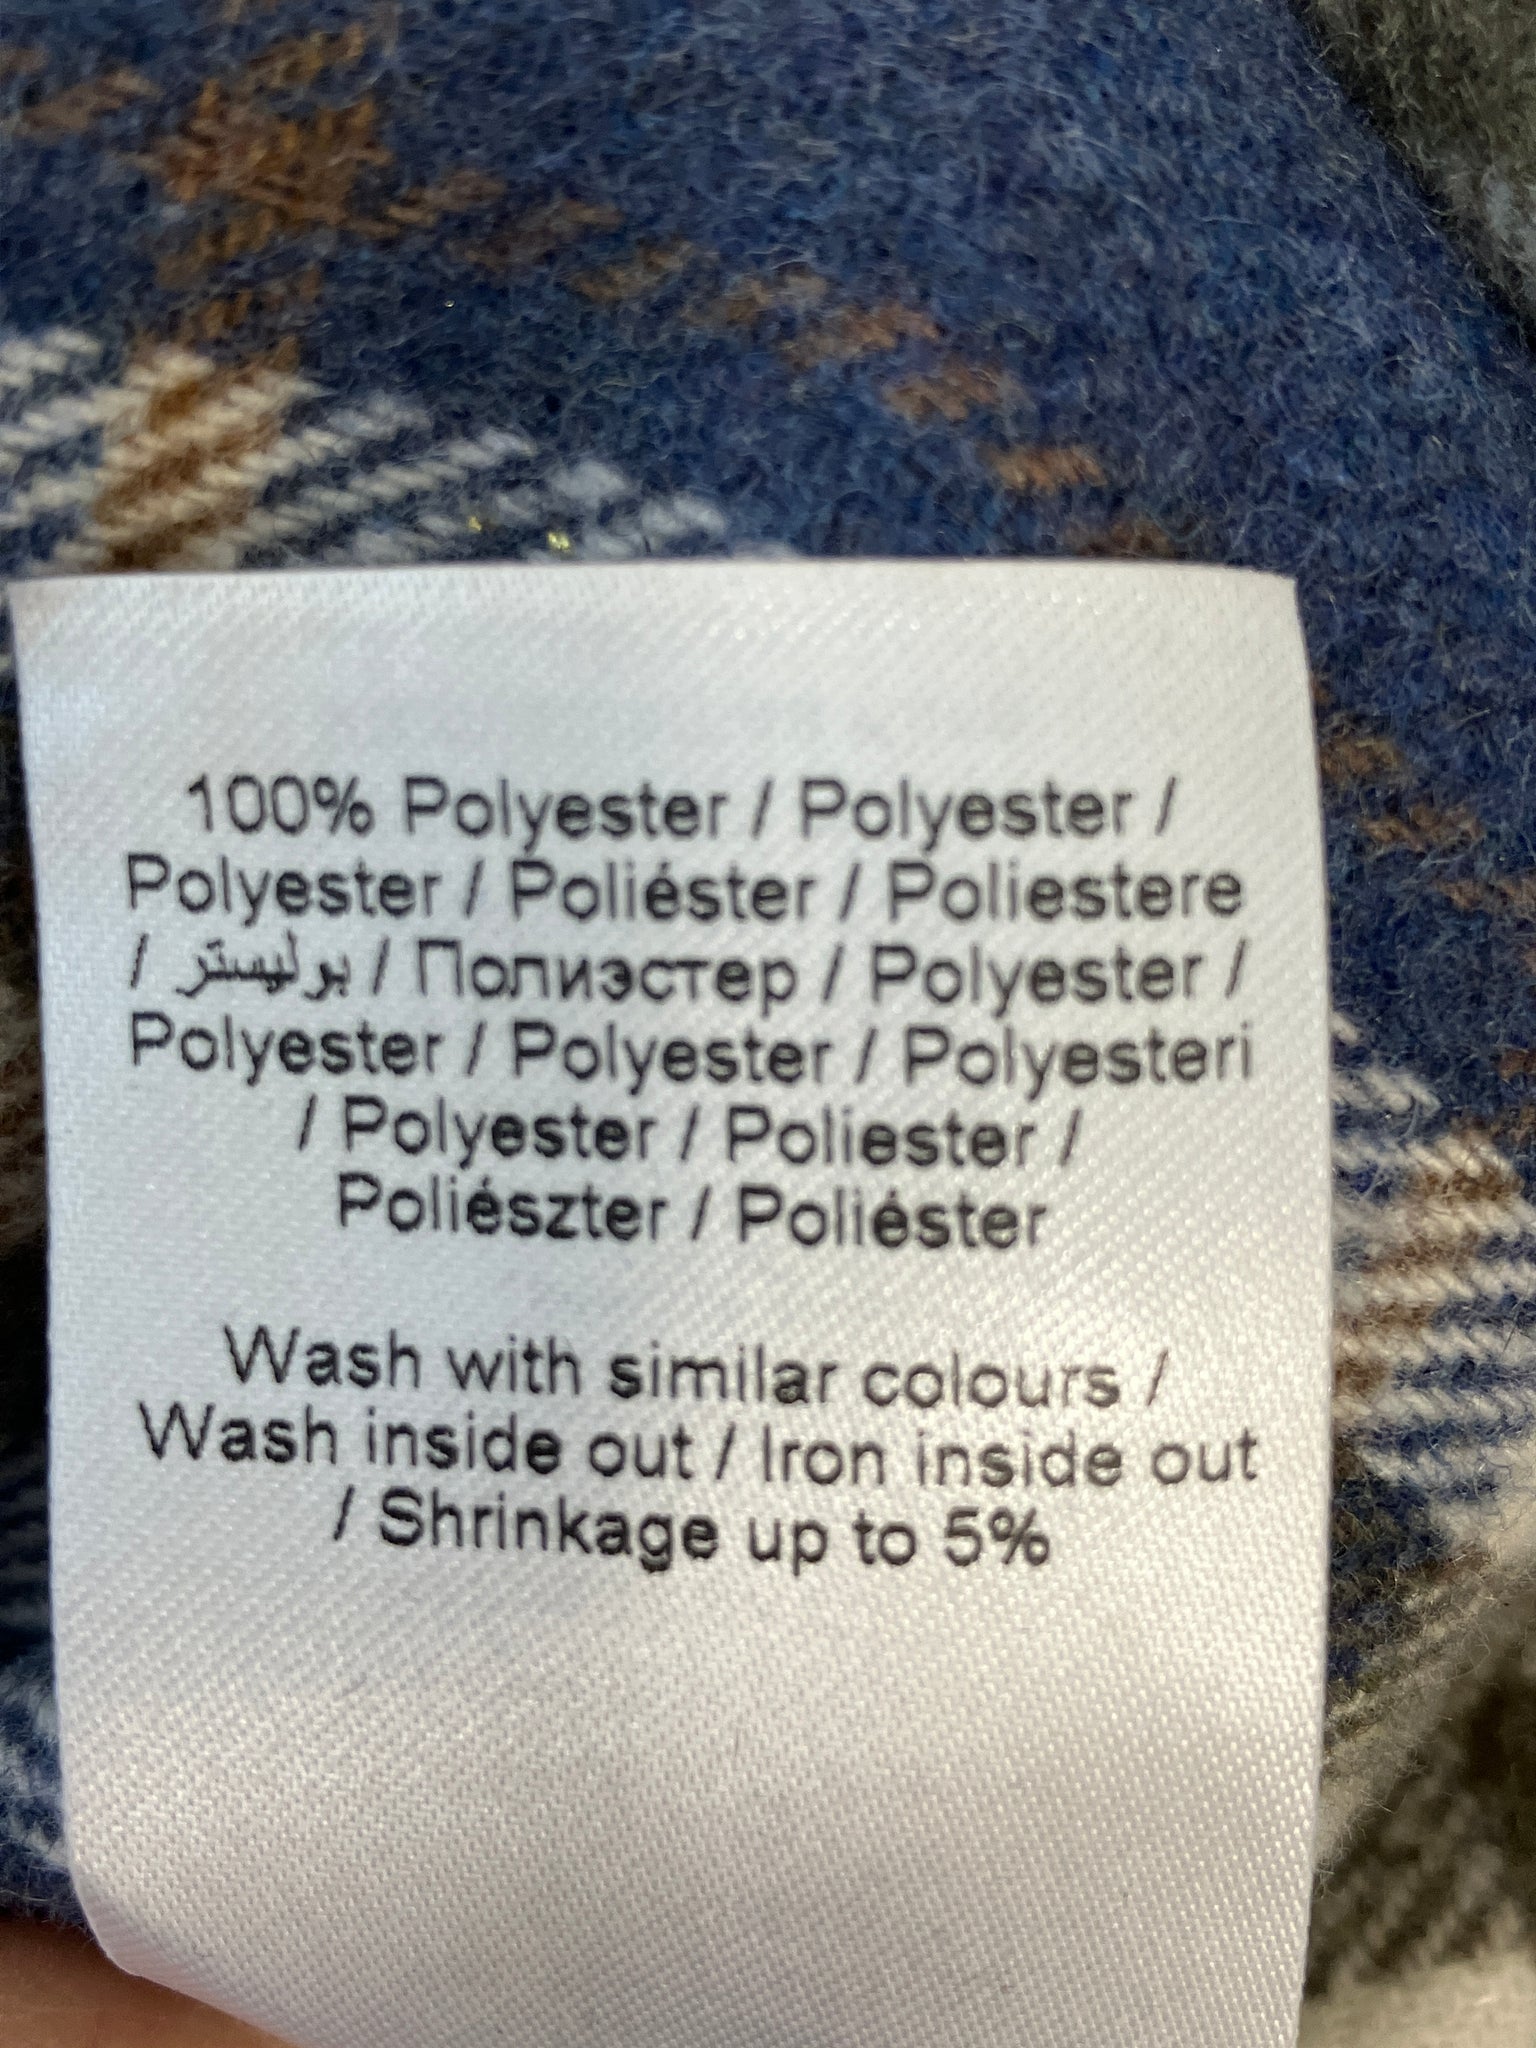 100% Polyester / Polyester /
Polyester / Poliéster / Poliestere
/ بوليستر / Полиэстер / Polyester /
Polyester / Polyester / Polyesteri
/ Polyester / Poliester /
Poliészter / Poliéster
Wash with similar colours /
Wash inside out / Iron inside out
/ Shrinkage up to 5%